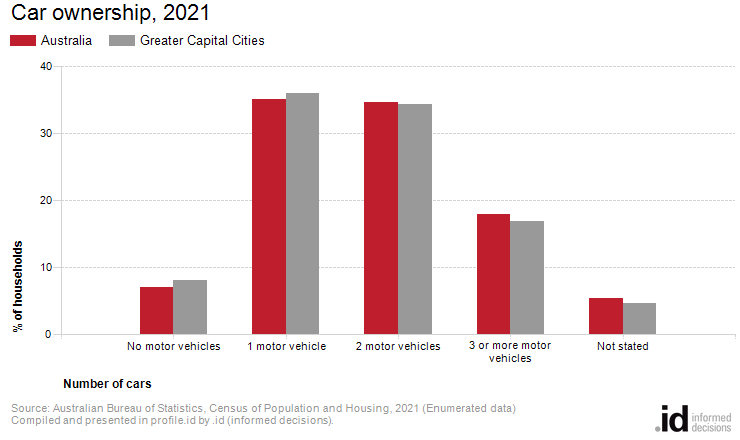 Car ownership, 2021
Australia Greater Capital Cities
40
30
20
10
0
% of households
No motor vehicles 1 motor vehicle 2 motor vehicles 3 or more motor vehicles Not stated
Number of cars
Source: Australian Bureau of Statistics, Census of Population and Housing, 2021 (Enumerated data)
Compiled and presented in profile.id by .id (informed decisions).
.id informed
decisions